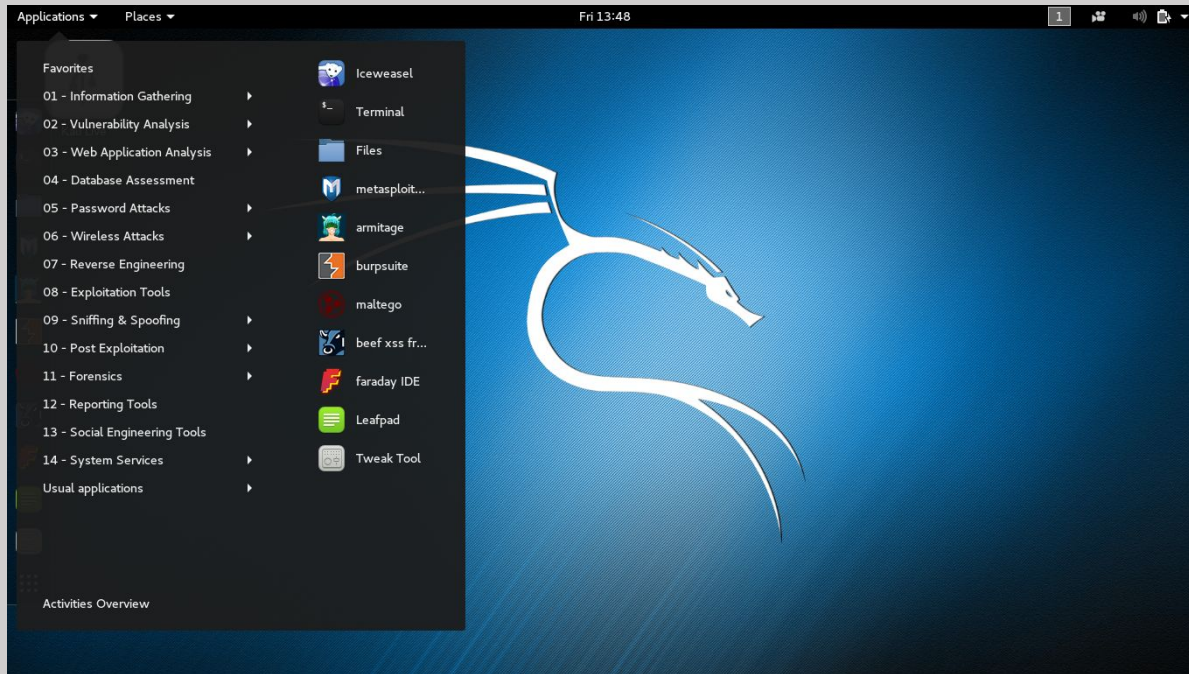 Applications Places Fri 13:48 1
Favorites
01 - Information Gathering
02 - Vulnerability Analysis
03 - Web Application Analysis
04 - Database Assessment
05 - Password Attacks
06 - Wireless Attacks
07 - Reverse Engineering
08 - Exploitation Tools
09 - Sniffing & Spoofing
10 - Post Exploitation
11 - Forensics
12 - Reporting Tools
13 - Social Engineering Tools
14 - System Services
Usual applications
Activities Overview
Iceweasel
Terminal
Files
metasploit...
armitage
burpsuite
maltego
beef xss fr...
faraday IDE
Leafpad
Tweak Tool